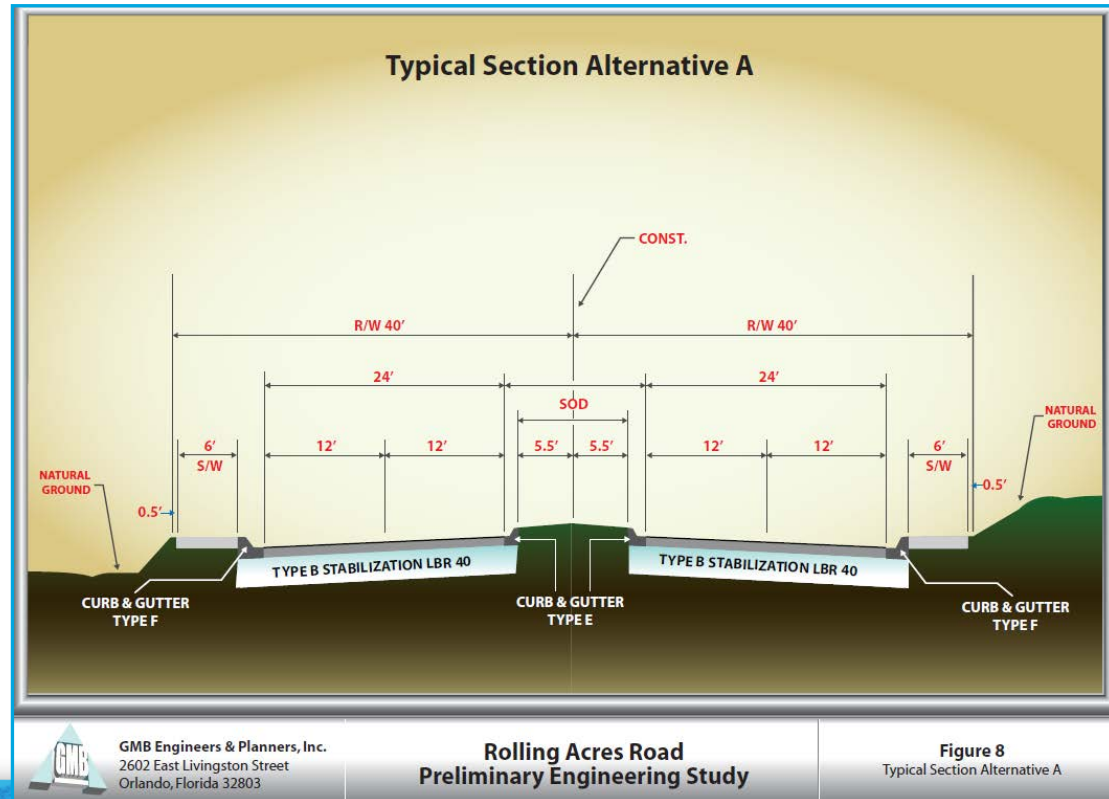 Typical Section Alternative A
CONST.
R/W 40′
R/W 40′
24′
24′
SOD
6′
S/W
12′
12′
5.5′
5.5′
12′
12′
6′
S/W
NATURAL
GROUND
NATURAL
GROUND
0.5′
0.5′
TYPE B STABILIZATION LBR 40
TYPE B STABILIZATION LBR 40
CURB & GUTTER
TYPE F
CURB & GUTTER
TYPE E
CURB & GUTTER
TYPE F
GMB
GMB Engineers & Planners, Inc.
2602 East Livingston Street
Orlando, Florida 32803
Rolling Acres Road
Preliminary Engineering Study
Figure 8
Typical Section Alternative A